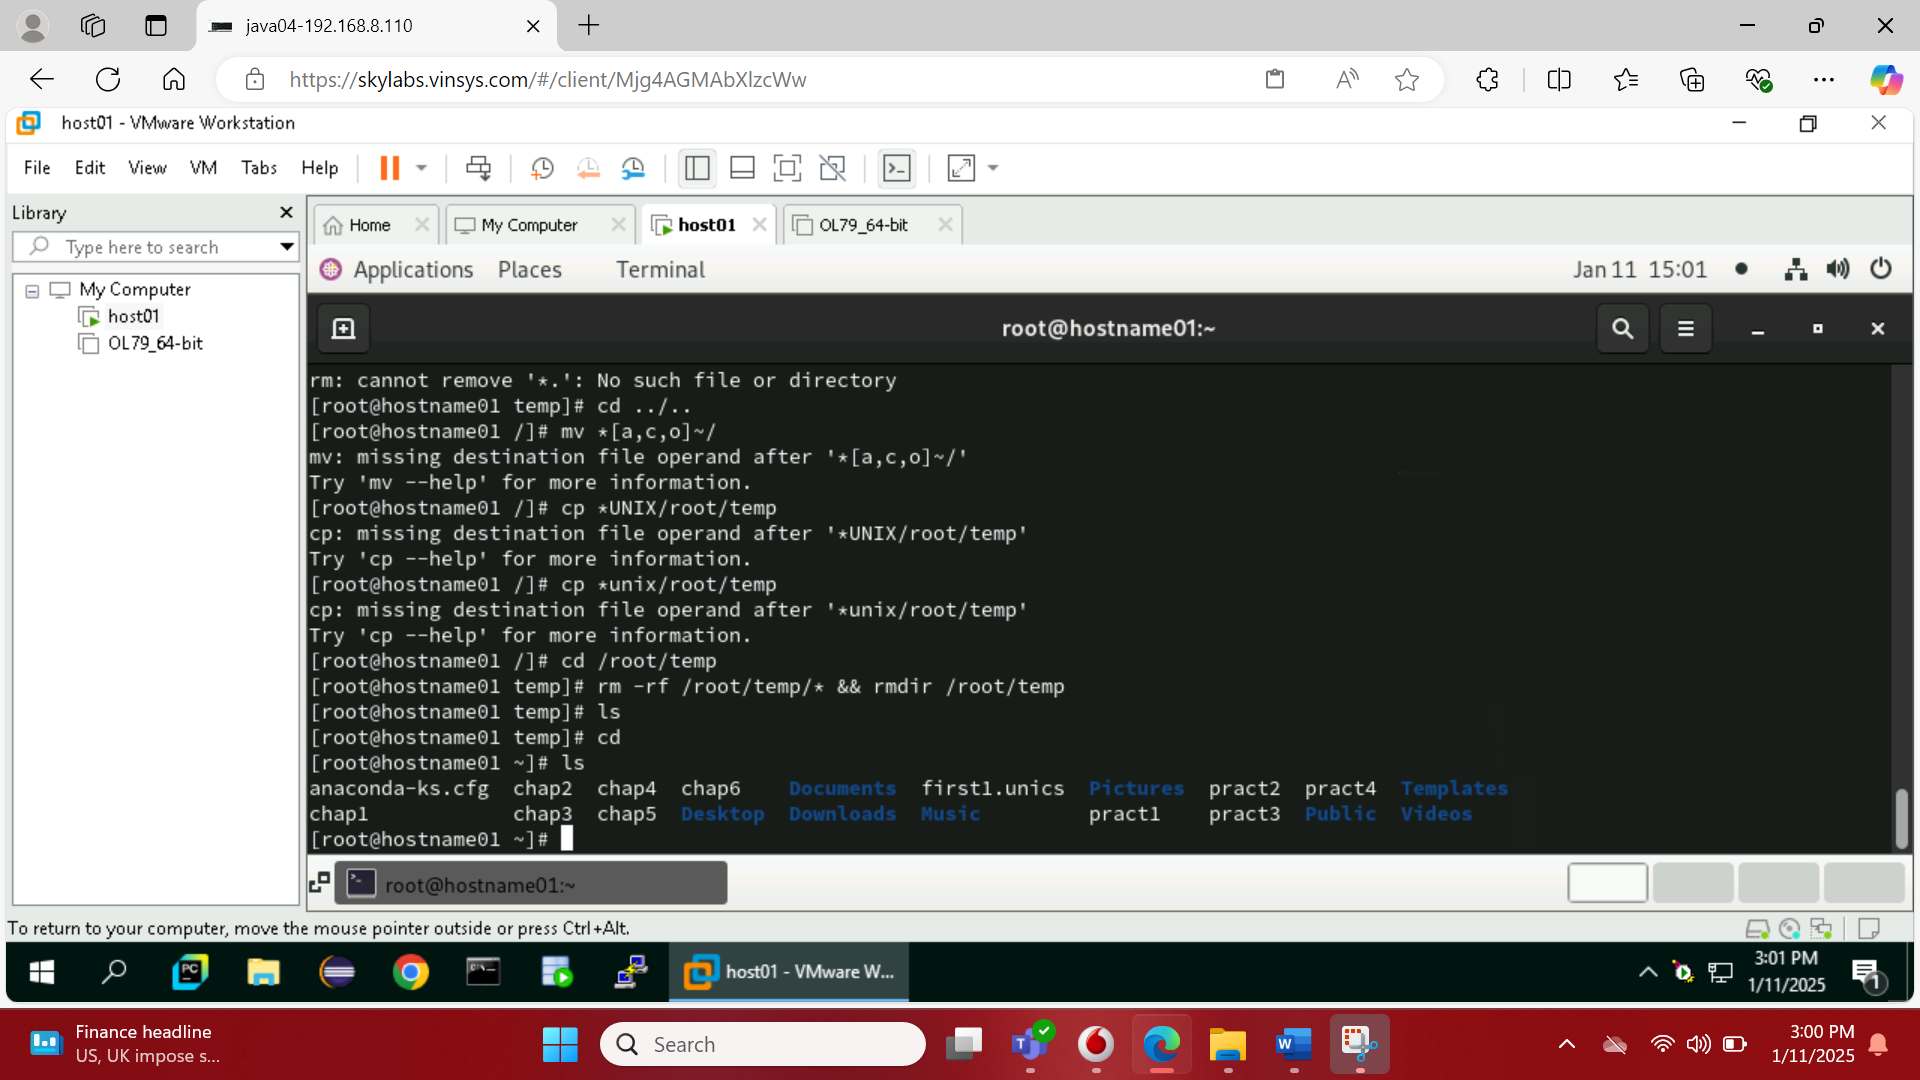 java04-192.168.8.110
https://skylabs.vinsys.com/#/client/Mjg4AGMAbXlzcWw
host01 - VMware Workstation
File Edit View VM Tabs Help
Library
Type here to search
My Computer
host01
OL79_64-bit
Home My Computer host01 OL79_64-bit
Applications Places Terminal Jan 11 15:01
root@hostname01:~
rm: cannot remove '*.': No such file or directory
[root@hostname01 temp]# cd ../..
[root@hostname01 /]# mv *[a,c,o]~/
mv: missing destination file operand after '*[a,c,o]~/'
Try 'mv --help' for more information.
[root@hostname01 /]# cp *UNIX/root/temp
cp: missing destination file operand after '*UNIX/root/temp'
Try 'cp --help' for more information.
[root@hostname01 /]# cp *unix/root/temp
cp: missing destination file operand after '*unix/root/temp'
Try 'cp --help' for more information.
[root@hostname01 /]# cd /root/temp
[root@hostname01 temp]# rm -rf /root/temp/* && rmdir /root/temp
[root@hostname01 temp]# ls
[root@hostname01 temp]# cd
[root@hostname01 ~]# ls
anaconda-ks.cfg chap2 chap4 chap6 Documents first1.unics Pictures pract2 pract4 Templates
chap1 chap3 chap5 Desktop Downloads Music pract1 pract3 Public Videos
[root@hostname01 ~]#
root@hostname01:~
To return to your computer, move the mouse pointer outside or press Ctrl+Alt.
host01 - VMware W...
3:01 PM
1/11/2025
1
Finance headline
US, UK impose s...
Search
3:00 PM
1/11/2025